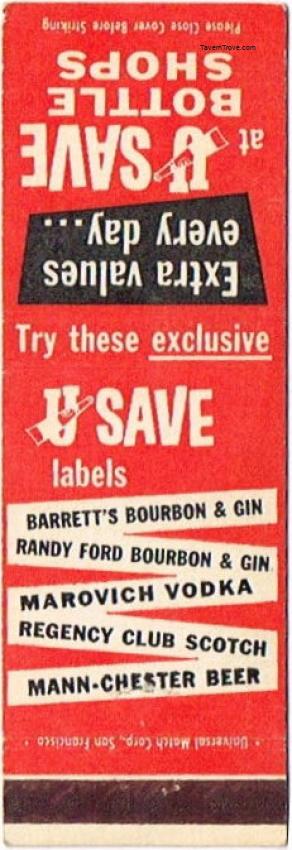 TavernTrove.com
Please Close Cover Before Striking
Extra values
every day...
at U SAVE
BOTTLE
SHOPS
Try these exclusive
U SAVE
labels
BARRETT'S BOURBON & GIN
RANDY FORD BOURBON & GIN
MAROVICH VODKA
REGENCY CLUB SCOTCH
MANN-CHESTER BEER
• Universal Match Corp., San Francisco •